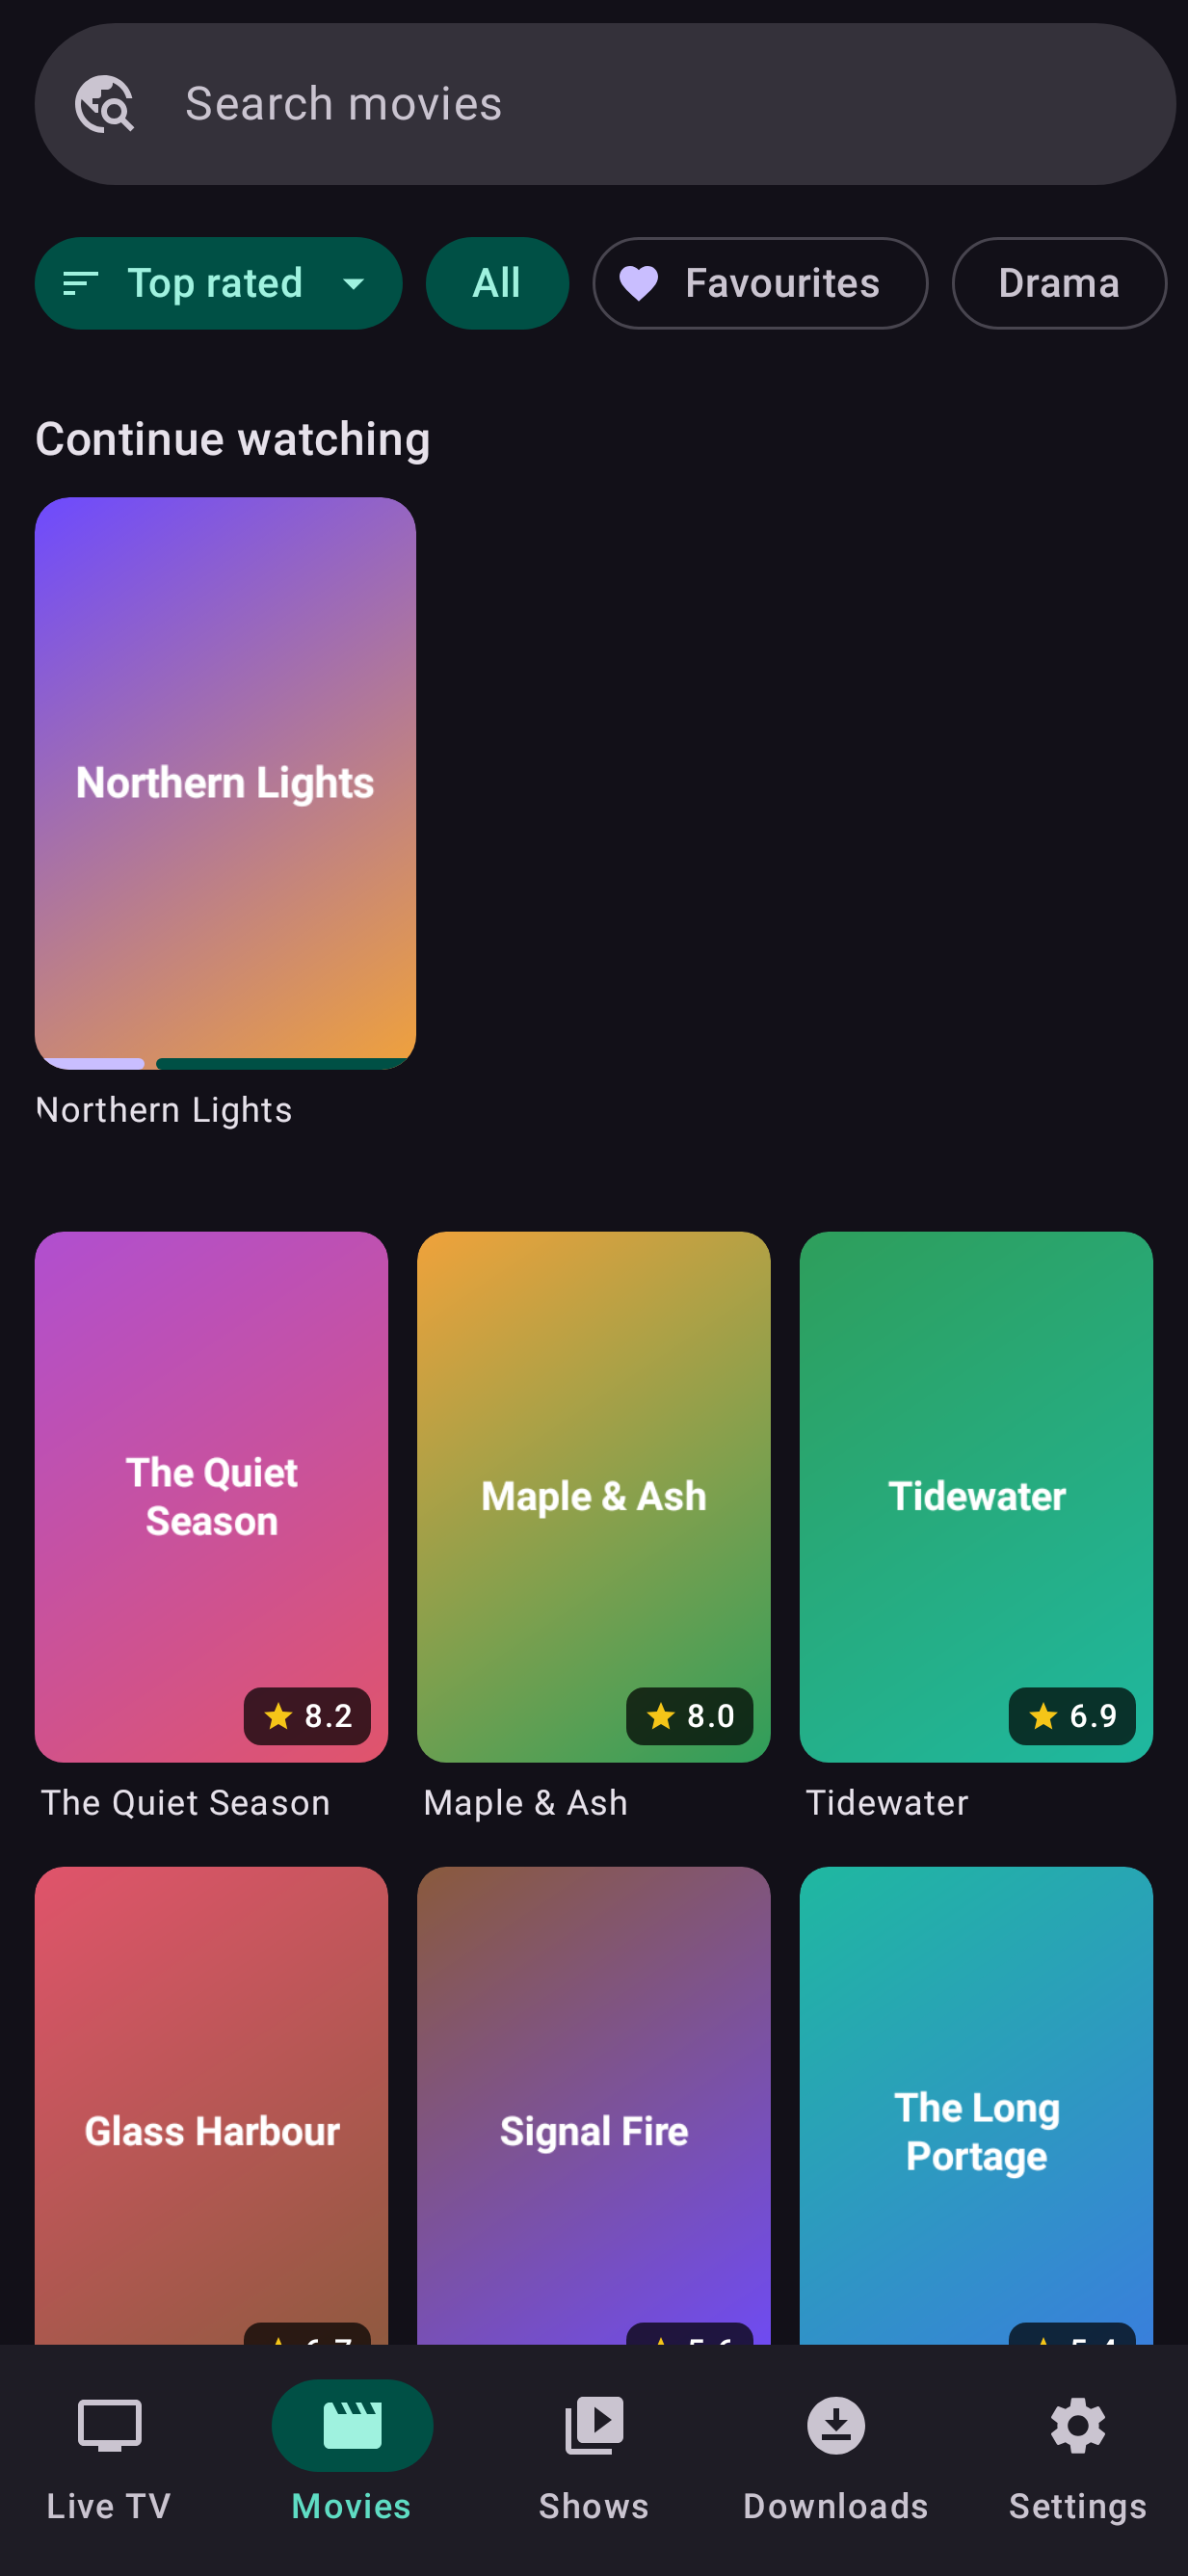 Search movies
Top rated
All
Favourites
Drama
Continue watching
Northern Lights
Northern Lights
The Quiet
Season
8.2
Maple & Ash
8.0
Tidewater
6.9
The Quiet Season
Maple & Ash
Tidewater
Glass Harbour
Signal Fire
The Long
Portage
Live TV
Movies
Shows
Downloads
Settings